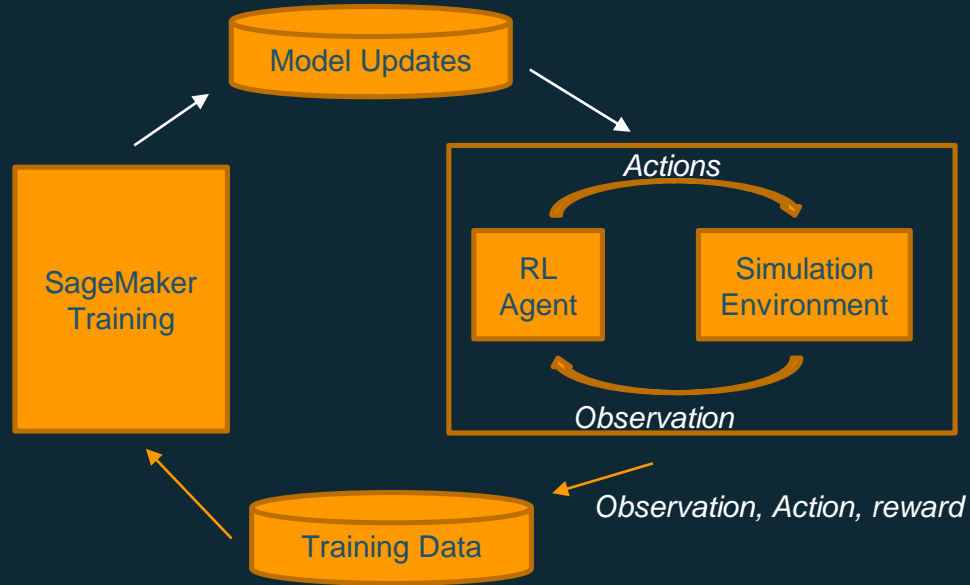 Model Updates
Actions
SageMaker
Training
RL
Agent
Simulation
Environment
Observation
Observation, Action, reward
Training Data